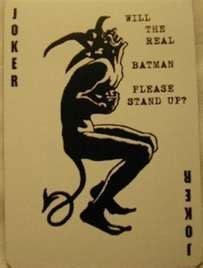 JOKER
WILL
THE
REAL
BATMAN
PLEASE
STAND UP?
JOKER